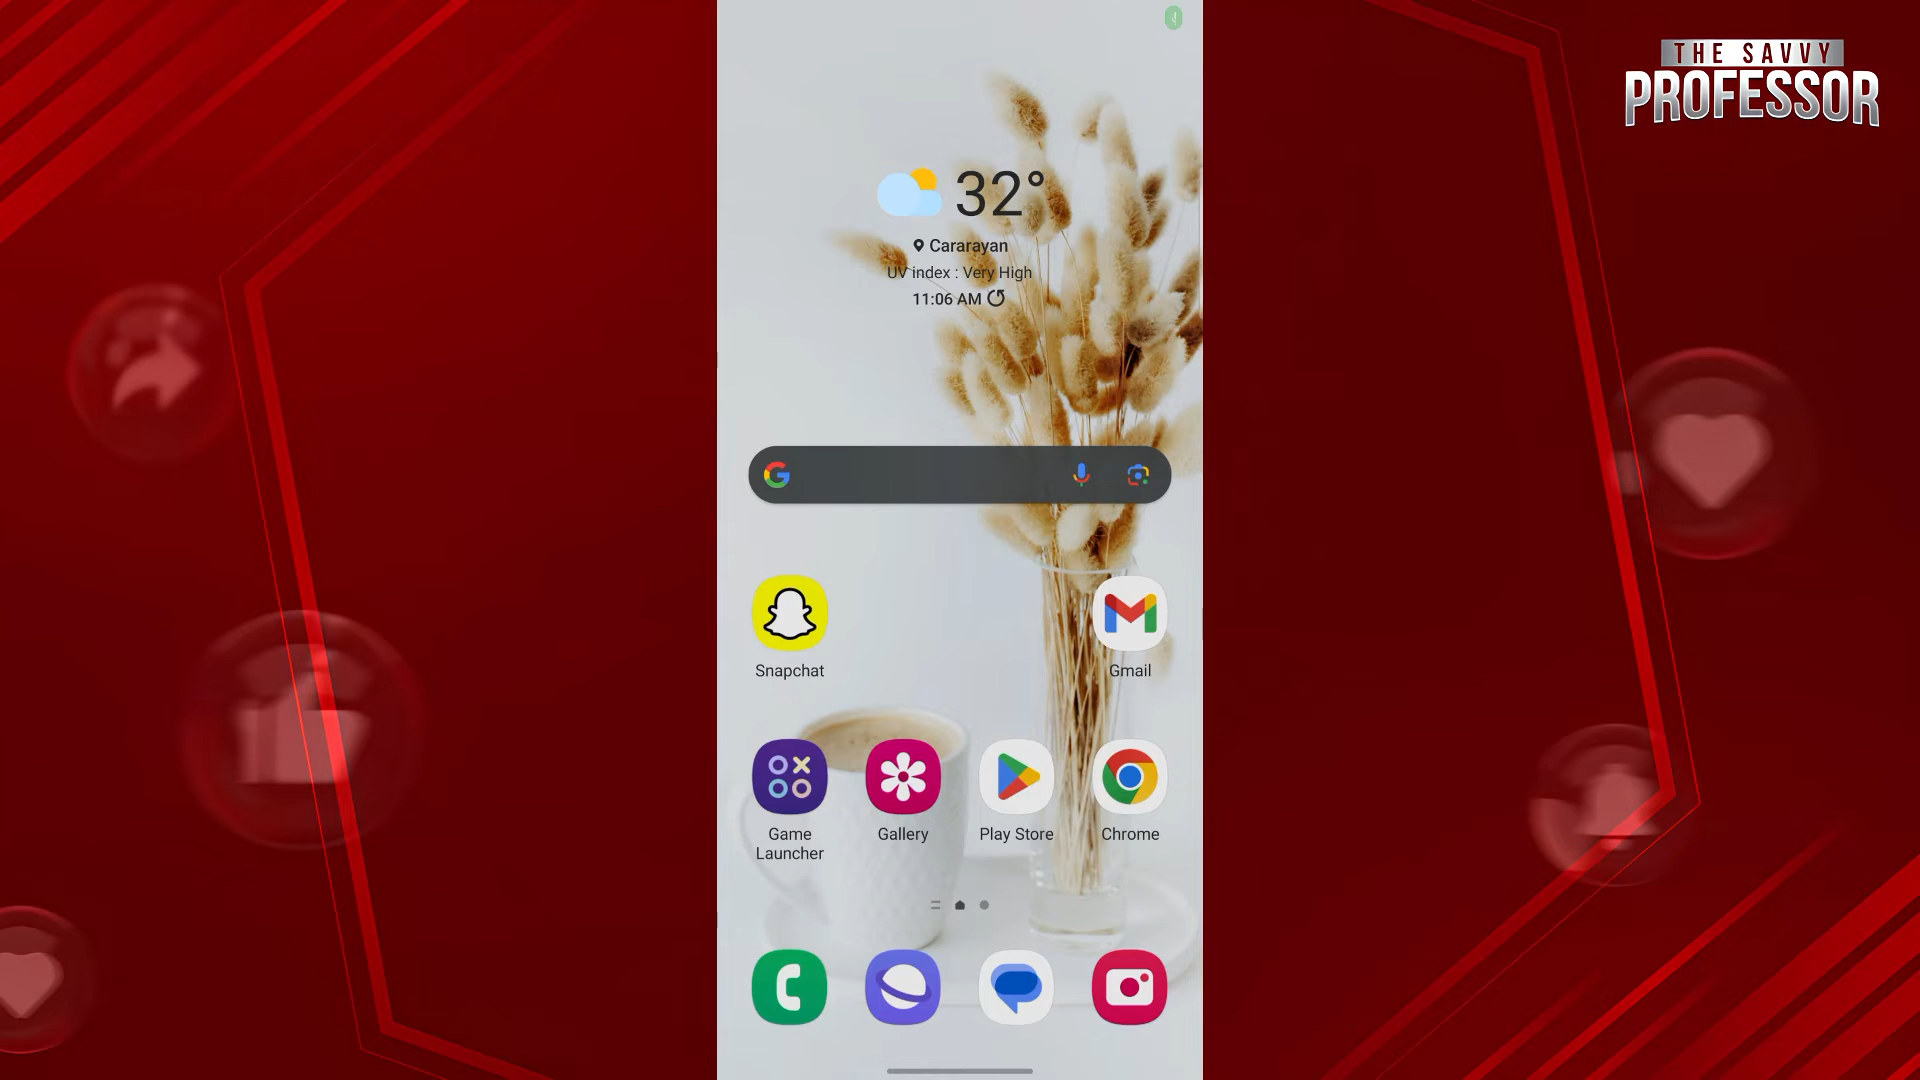 THE SAVVY
PROFESSOR
32°
Cararayan
UV index : Very High
11:06 AM
Snapchat
Gmail
Game
Launcher
Gallery
Play Store
Chrome